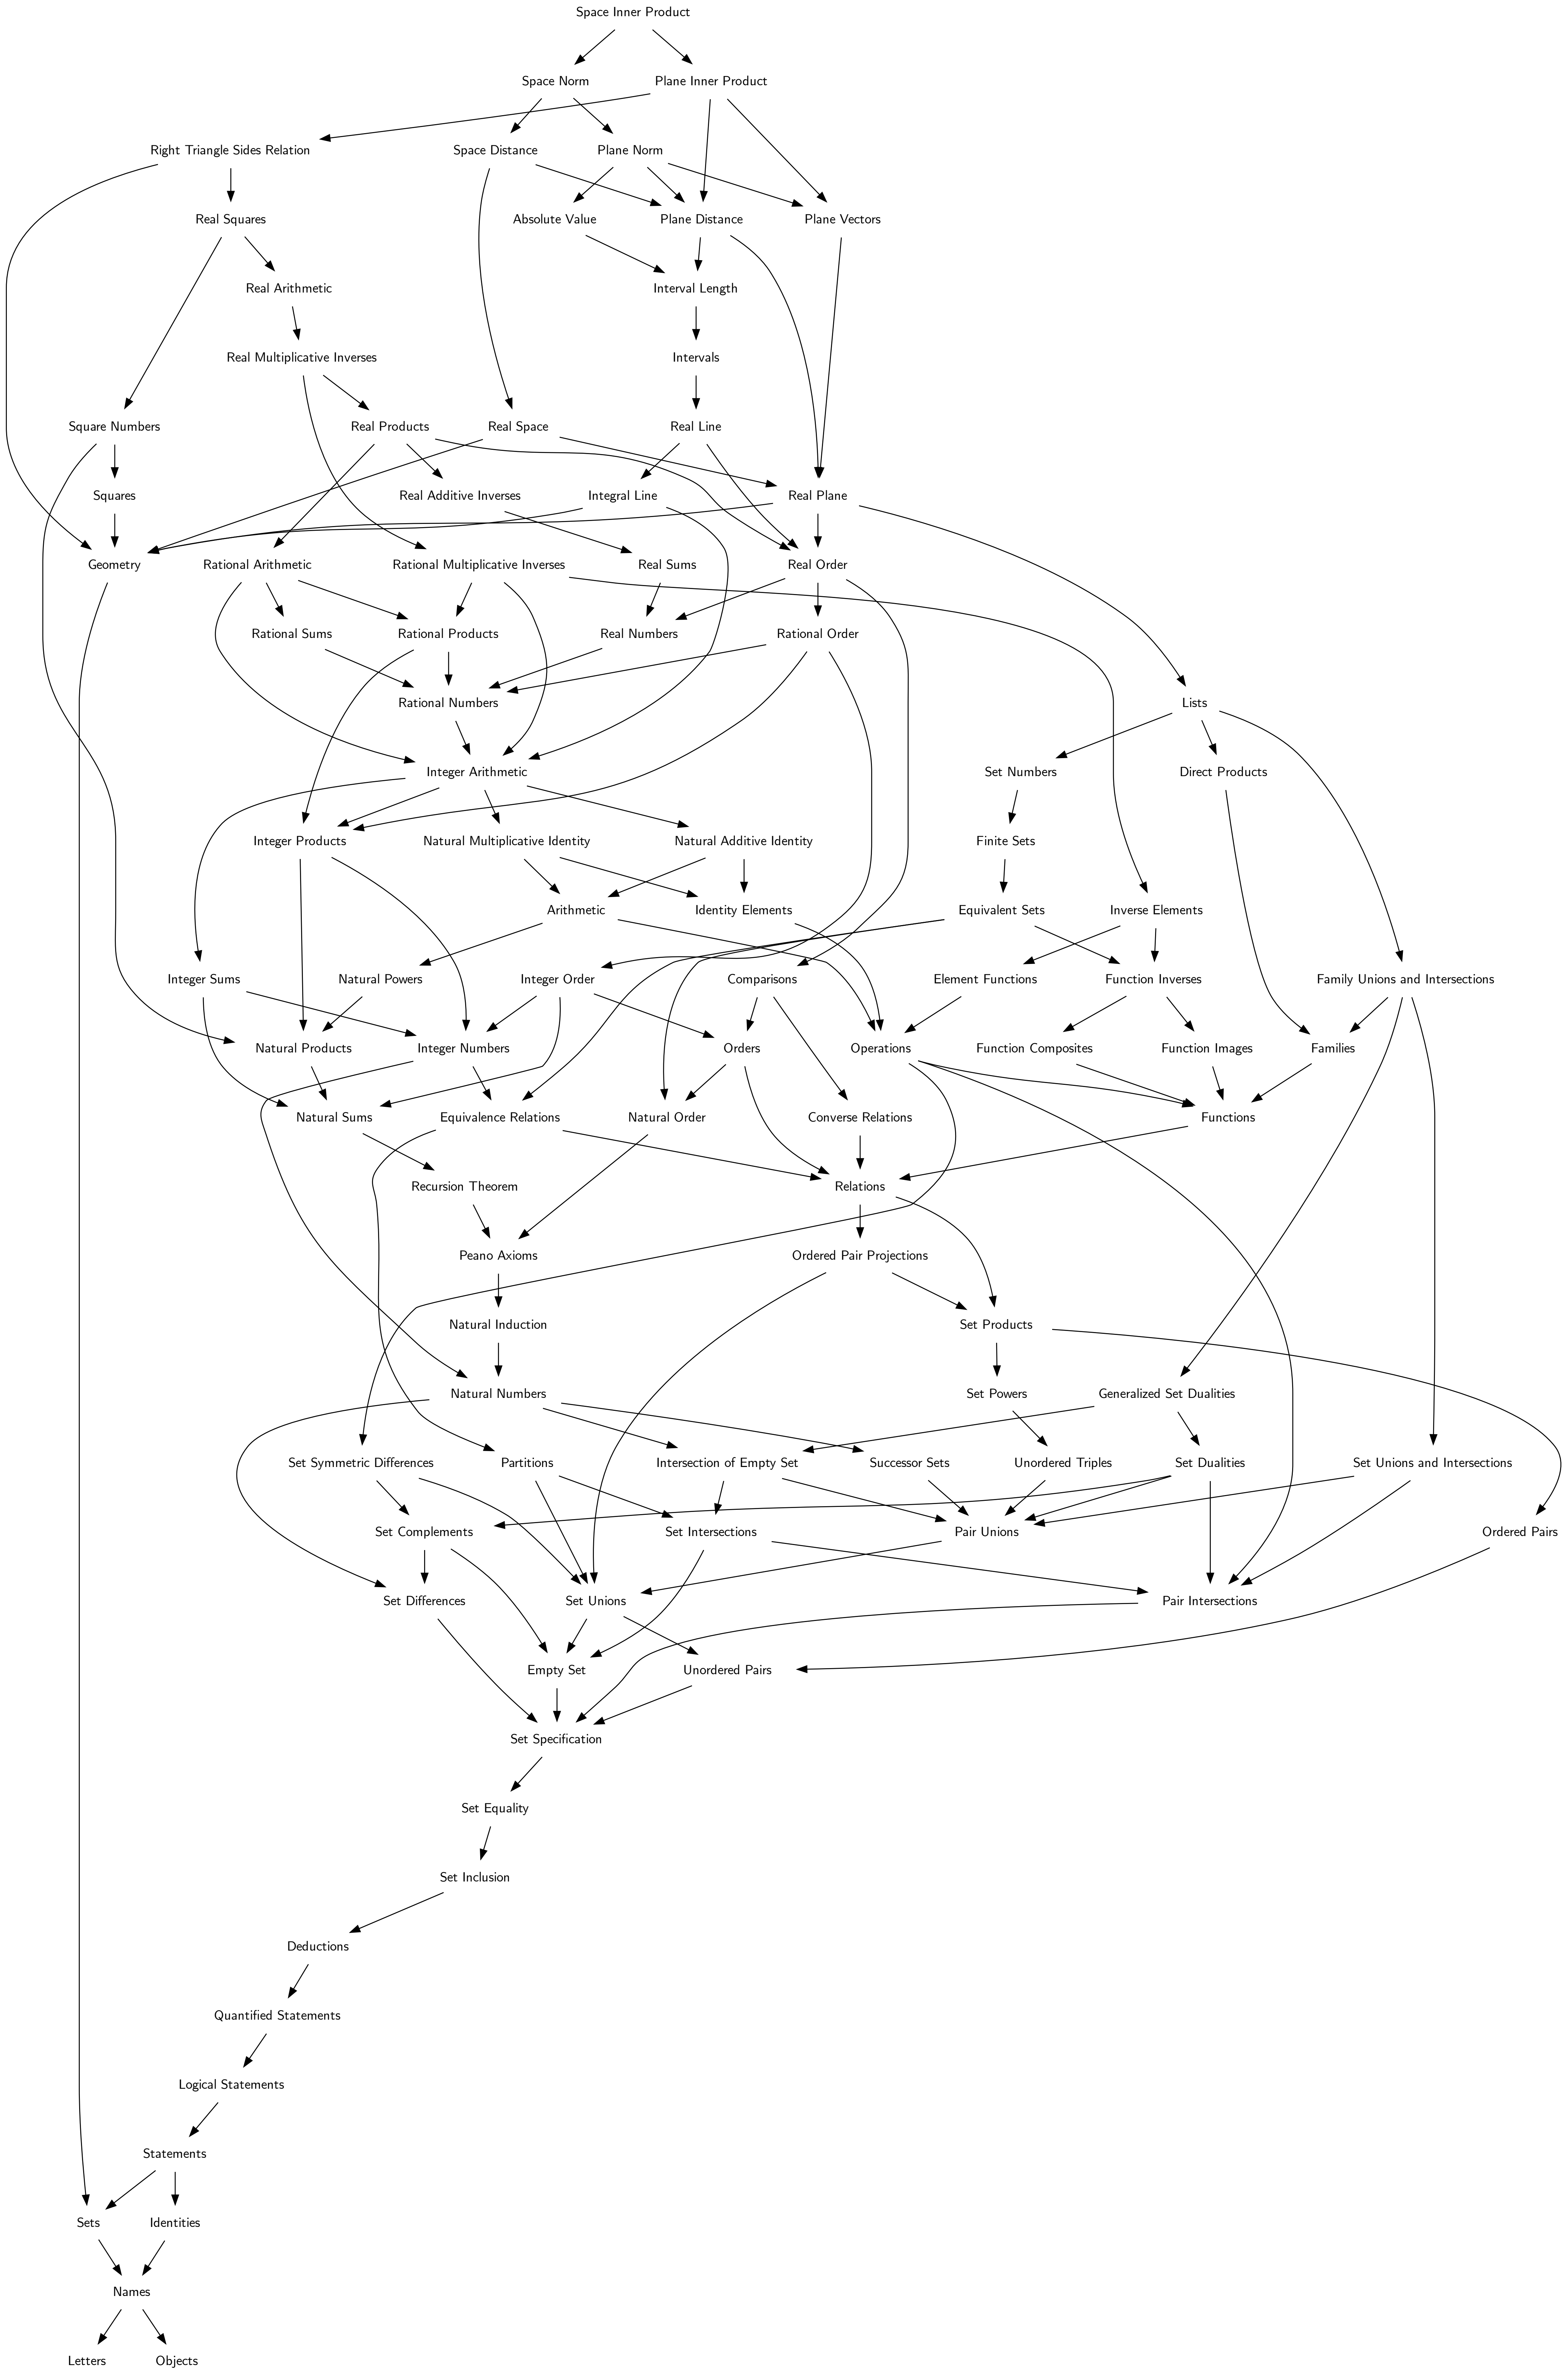 Space Inner Product
Space Norm
Plane Inner Product
Right Triangle Sides Relation
Space Distance
Plane Norm
Real Squares
Absolute Value
Plane Distance
Plane Vectors
Real Arithmetic
Interval Length
Real Multiplicative Inverses
Intervals
Square Numbers
Real Products
Real Space
Real Line
Squares
Real Additive Inverses
Integral Line
Real Plane
Geometry
Rational Arithmetic
Rational Multiplicative Inverses
Real Sums
Real Order
Rational Sums
Rational Products
Real Numbers
Rational Order
Rational Numbers
Lists
Integer Arithmetic
Set Numbers
Direct Products
Integer Products
Natural Multiplicative Identity
Natural Additive Identity
Finite Sets
Arithmetic
Identity Elements
Equivalent Sets
Inverse Elements
Integer Sums
Natural Powers
Integer Order
Comparisons
Element Functions
Function Inverses
Family Unions and Intersections
Natural Products
Integer Numbers
Orders
Operations
Function Composites
Function Images
Families
Natural Sums
Equivalence Relations
Natural Order
Converse Relations
Functions
Recursion Theorem
Relations
Peano Axioms
Ordered Pair Projections
Natural Induction
Set Products
Natural Numbers
Set Powers
Generalized Set Dualities
Set Symmetric Differences
Partitions
Intersection of Empty Set
Successor Sets
Unordered Triples
Set Dualities
Set Unions and Intersections
Set Complements
Set Intersections
Pair Unions
Ordered Pairs
Set Differences
Set Unions
Pair Intersections
Empty Set
Unordered Pairs
Set Specification
Set Equality
Set Inclusion
Deductions
Quantified Statements
Logical Statements
Statements
Sets
Identities
Names
Letters
Objects